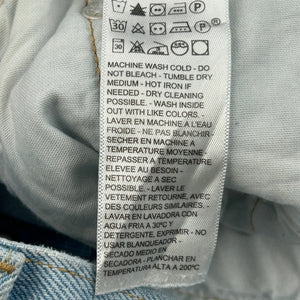 MACHINE WASH COLD - DO
NOT BLEACH - TUMBLE DRY
MEDIUM - HOT IRON IF
NEEDED - DRY CLEANING
POSSIBLE. - WASH INSIDE
OUT WITH LIKE COLORS. -
LAVER EN MACHINE A L'EAU
FROIDE - NE PAS BLANCHIR -
SECHER EN MACHINE A
TEMPERATURE MOYENNE -
REPASSER A TEMPERATURE
ELEVEE AU BESOIN -
NETTOYAGE A SEC
POSSIBLE. - LAVER LE
VETEMENT RETOURNE, AVEC
DES COULEURS SIMILAIRES. -
LAVAR EN LAVADORA CON
AGUA FRIA A 30ºC Y
DETERGENTE, EXPRIMIR - NO
USAR BLANQUEADOR -
SECADO MEDIO EN
SECADORA - PLANCHAR EN
TEMPERATURA ALTA A 200ºC